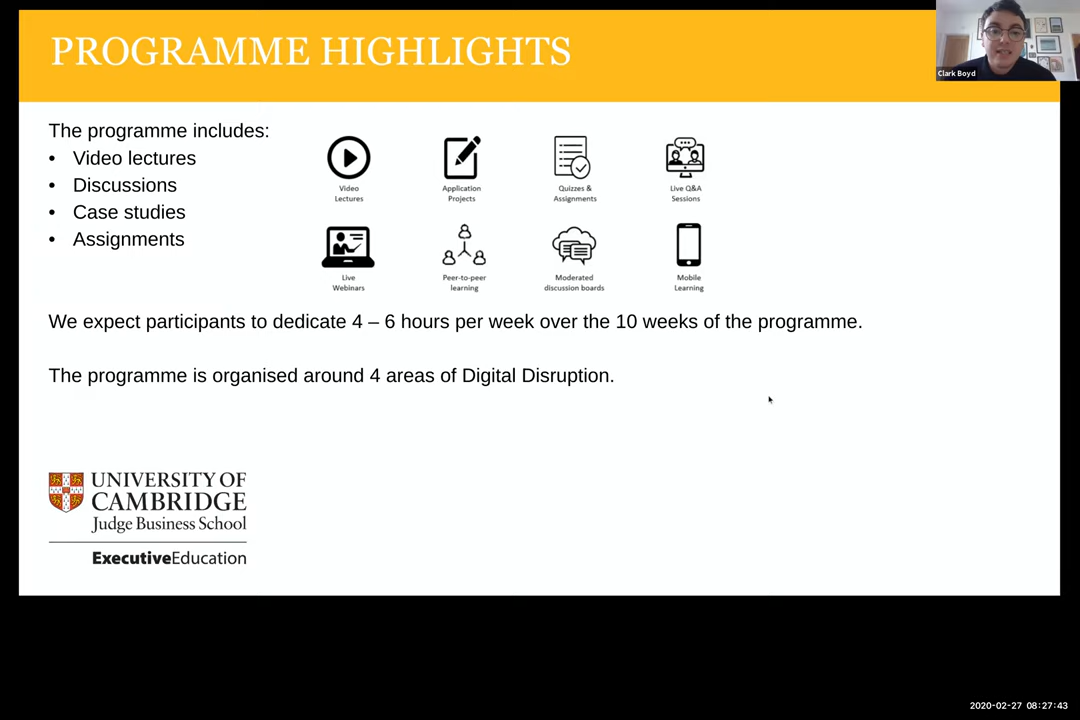 PROGRAMME HIGHLIGHTS
Clark Boyd
The programme includes:
• Video lectures
• Discussions
• Case studies
• Assignments
Video
Lectures
Application
Projects
Quizzes &
Assignments
Live Q&A
Sessions
Live
Webinars
Peer-to-peer
learning
Moderated
discussion boards
Mobile
Learning
We expect participants to dedicate 4 – 6 hours per week over the 10 weeks of the programme.
The programme is organised around 4 areas of Digital Disruption.
UNIVERSITY OF
CAMBRIDGE
Judge Business School
ExecutiveEducation
2020-02-27 08:27:43